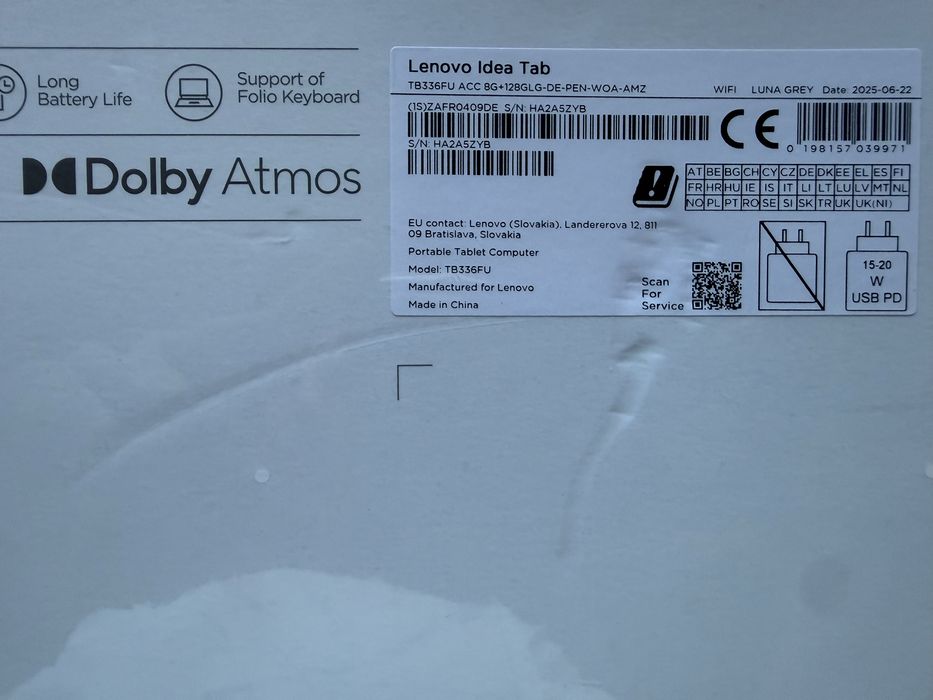 Long
Battery Life
Support of
Folio Keyboard
Dolby Atmos
Lenovo Idea Tab
TB336FU ACC 8G+128GLG-DE-PEN-WOA-AMZ WIFI LUNA GREY Date: 2025-06-22
(1S)ZAFR0409DE S/N: HA2A5ZYB
S/N: HA2A5ZYB
CE
0 198157 039971
AT BE BG CH CY CZ DE DK EE EL ES FI
FR HR HU IE IS IT LI LT LU LV MT NL
NO PL PT RO SE SI SK TR UK UK(NI)
EU contact: Lenovo (Slovakia), Landererova 12, 811
09 Bratislava, Slovakia
Portable Tablet Computer
Model: TB336FU
Manufactured for Lenovo
Made in China
Scan
For
Service
15-20
W
USB PD